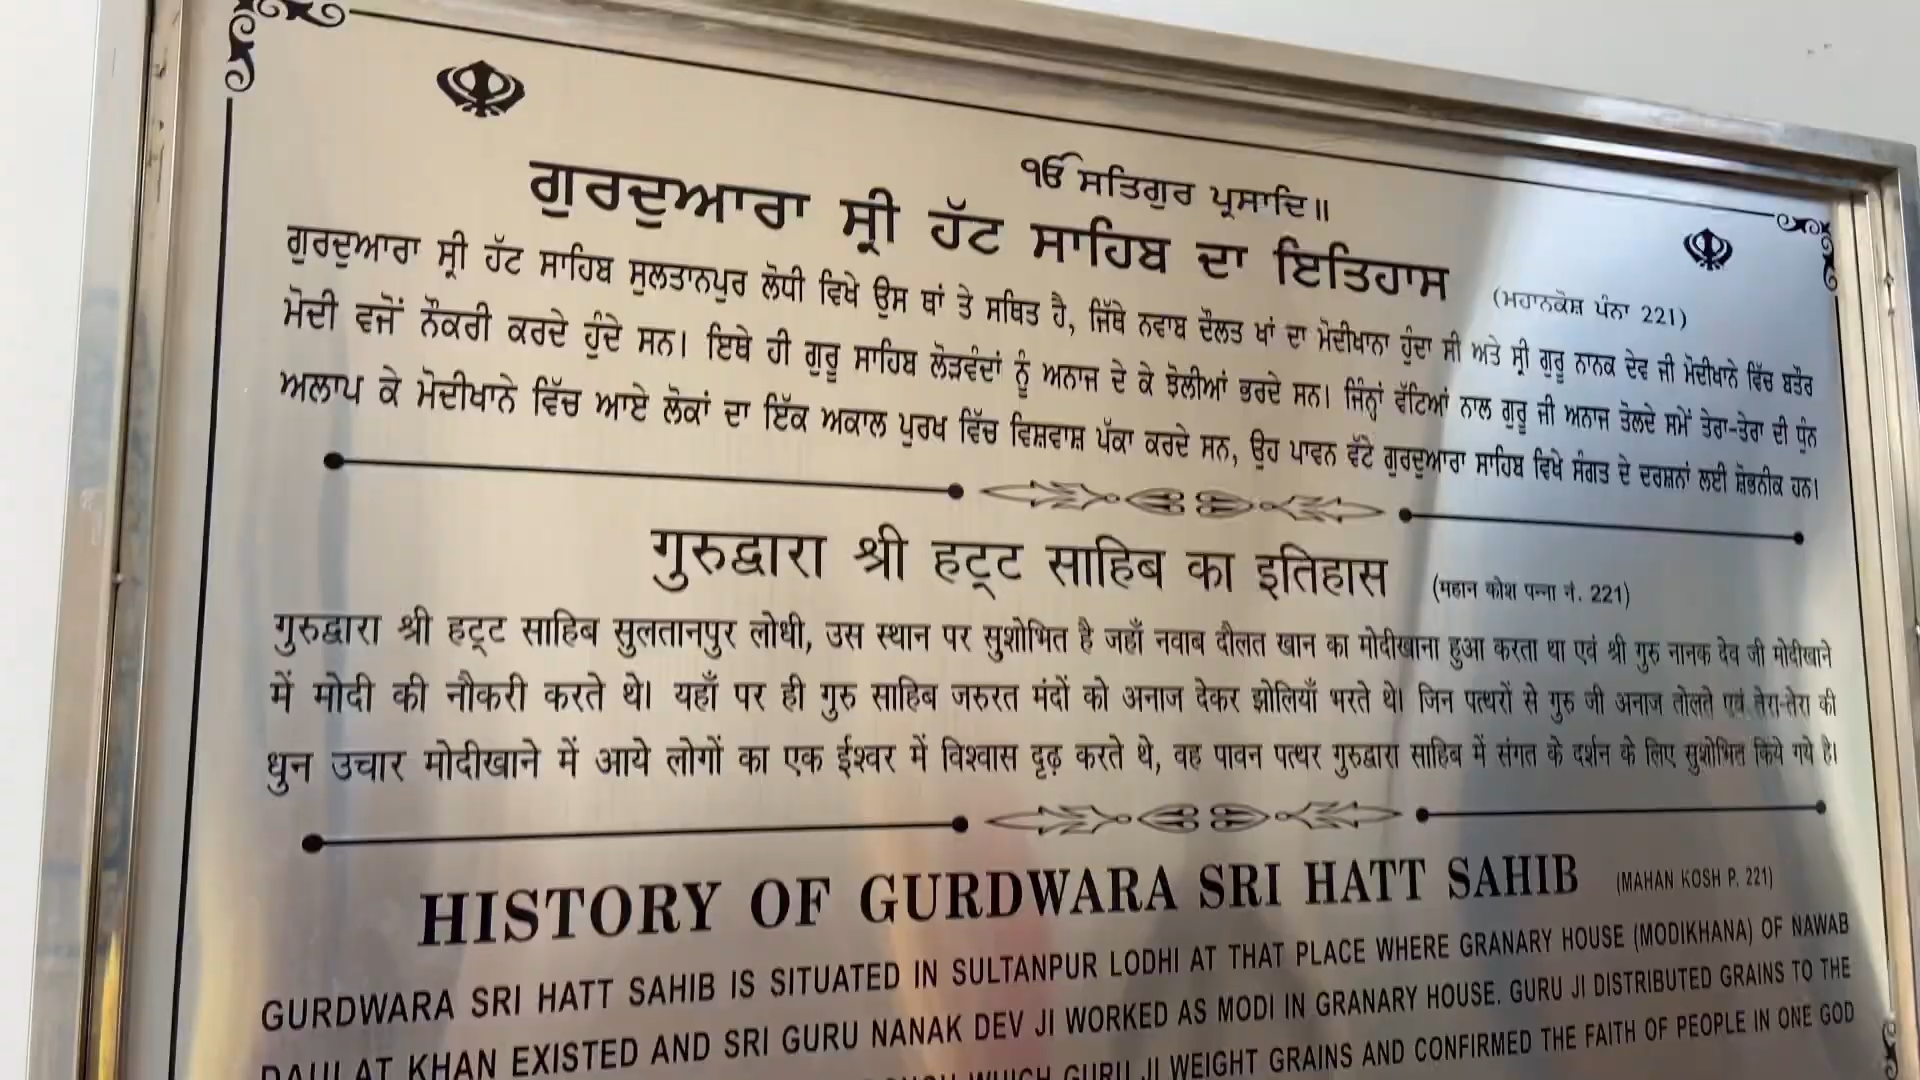 ੴ ਸਤਿਗੁਰ ਪ੍ਰਸਾਦਿ॥
ਗੁਰਦੁਆਰਾ ਸ੍ਰੀ ਹੱਟ ਸਾਹਿਬ ਦਾ ਇਤਿਹਾਸ (ਮਹਾਨਕੋਸ਼ ਪੰਨਾ 221)
ਗੁਰਦੁਆਰਾ ਸ੍ਰੀ ਹੱਟ ਸਾਹਿਬ ਸੁਲਤਾਨਪੁਰ ਲੋਧੀ ਵਿਖੇ ਉਸ ਥਾਂ ਤੇ ਸਥਿਤ ਹੈ, ਜਿੱਥੇ ਨਵਾਬ ਦੌਲਤ ਖਾਂ ਦਾ ਮੋਦੀਖਾਨਾ ਹੁੰਦਾ ਸੀ ਅਤੇ ਸ੍ਰੀ ਗੁਰੂ ਨਾਨਕ ਦੇਵ ਜੀ ਮੋਦੀਖਾਨੇ ਵਿੱਚ ਬਤੌਰ
ਮੋਦੀ ਵਜੋਂ ਨੌਕਰੀ ਕਰਦੇ ਹੁੰਦੇ ਸਨ। ਇਥੇ ਹੀ ਗੁਰੂ ਸਾਹਿਬ ਲੋੜਵੰਦਾਂ ਨੂੰ ਅਨਾਜ ਦੇ ਕੇ ਝੋਲੀਆਂ ਭਰਦੇ ਸਨ। ਜਿੰਨ੍ਹਾਂ ਵੱਟਿਆਂ ਨਾਲ ਗੁਰੂ ਜੀ ਅਨਾਜ ਤੋਲਦੇ ਸਮੇਂ ਤੇਰਾ-ਤੇਰਾ ਦੀ ਧੁੰਨ
ਅਲਾਪ ਕੇ ਮੋਦੀਖਾਨੇ ਵਿੱਚ ਆਏ ਲੋਕਾਂ ਦਾ ਇੱਕ ਅਕਾਲ ਪੁਰਖ ਵਿੱਚ ਵਿਸ਼ਵਾਸ਼ ਪੱਕਾ ਕਰਦੇ ਸਨ, ਉਹ ਪਾਵਨ ਵੱਟੇ ਗੁਰਦੁਆਰਾ ਸਾਹਿਬ ਵਿਖੇ ਸੰਗਤ ਦੇ ਦਰਸ਼ਨਾਂ ਲਈ ਸ਼ੋਭਨੀਕ ਹਨ।
गुरुद्वारा श्री हट्ट साहिब का इतिहास (महान कोश पन्ना नं. 221)
गुरुद्वारा श्री हट्ट साहिब सुलतानपुर लोधी, उस स्थान पर सुशोभित है जहाँ नवाब दौलत खान का मोदीखाना हुआ करता था एवं श्री गुरु नानक देव जी मोदीखाने
में मोदी की नौकरी करते थे। यहाँ पर ही गुरु साहिब जरुरत मंदों को अनाज देकर झोलियाँ भरते थे। जिन पत्थरों से गुरु जी अनाज तोलते एवं तेरा-तेरा की
धुन उचार मोदीखाने में आये लोगों का एक ईश्वर में विश्वास दृढ़ करते थे, वह पावन पत्थर गुरुद्वारा साहिब में संगत के दर्शन के लिए सुशोभित किये गये है।
HISTORY OF GURDWARA SRI HATT SAHIB (MAHAN KOSH P. 221)
GURDWARA SRI HATT SAHIB IS SITUATED IN SULTANPUR LODHI AT THAT PLACE WHERE GRANARY HOUSE (MODIKHANA) OF NAWAB
DAULAT KHAN EXISTED AND SRI GURU NANAK DEV JI WORKED AS MODI IN GRANARY HOUSE. GURU JI DISTRIBUTED GRAINS TO THE
WHICH GURU JI WEIGHT GRAINS AND CONFIRMED THE FAITH OF PEOPLE IN ONE GOD